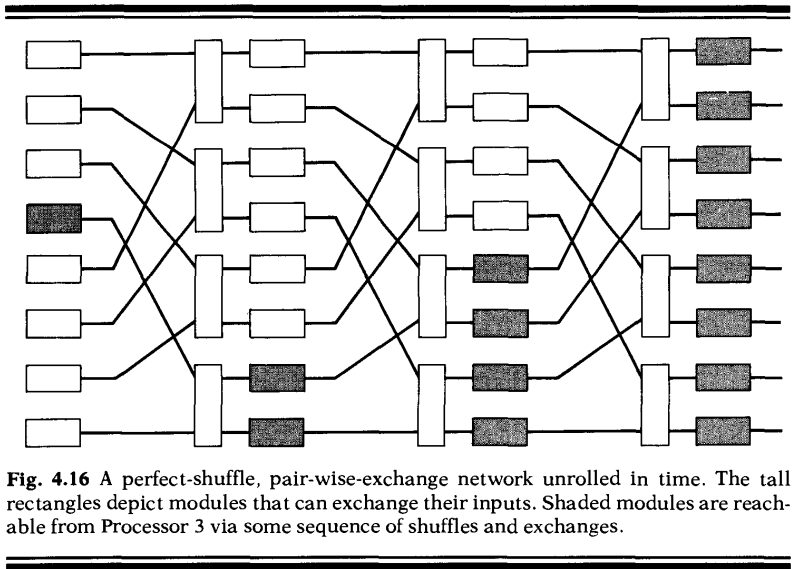 Fig. 4.16 A perfect-shuffle, pair-wise-exchange network unrolled in time. The tall
rectangles depict modules that can exchange their inputs. Shaded modules are reach-
able from Processor 3 via some sequence of shuffles and exchanges.